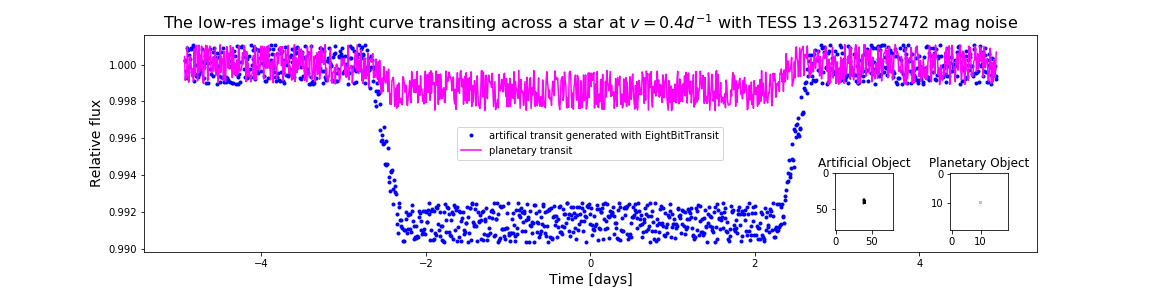 The low-res image's light curve transiting across a star at v = 0.4d⁻¹ with TESS 13.2631527472 mag noise
Relative flux
1.000
0.998
0.996
0.994
0.992
0.990
artifical transit generated with EightBitTransit
planetary transit
Artificial Object
0
50
0
50
Planetary Object
0
10
0
10
−4
−2
0
2
4
Time [days]